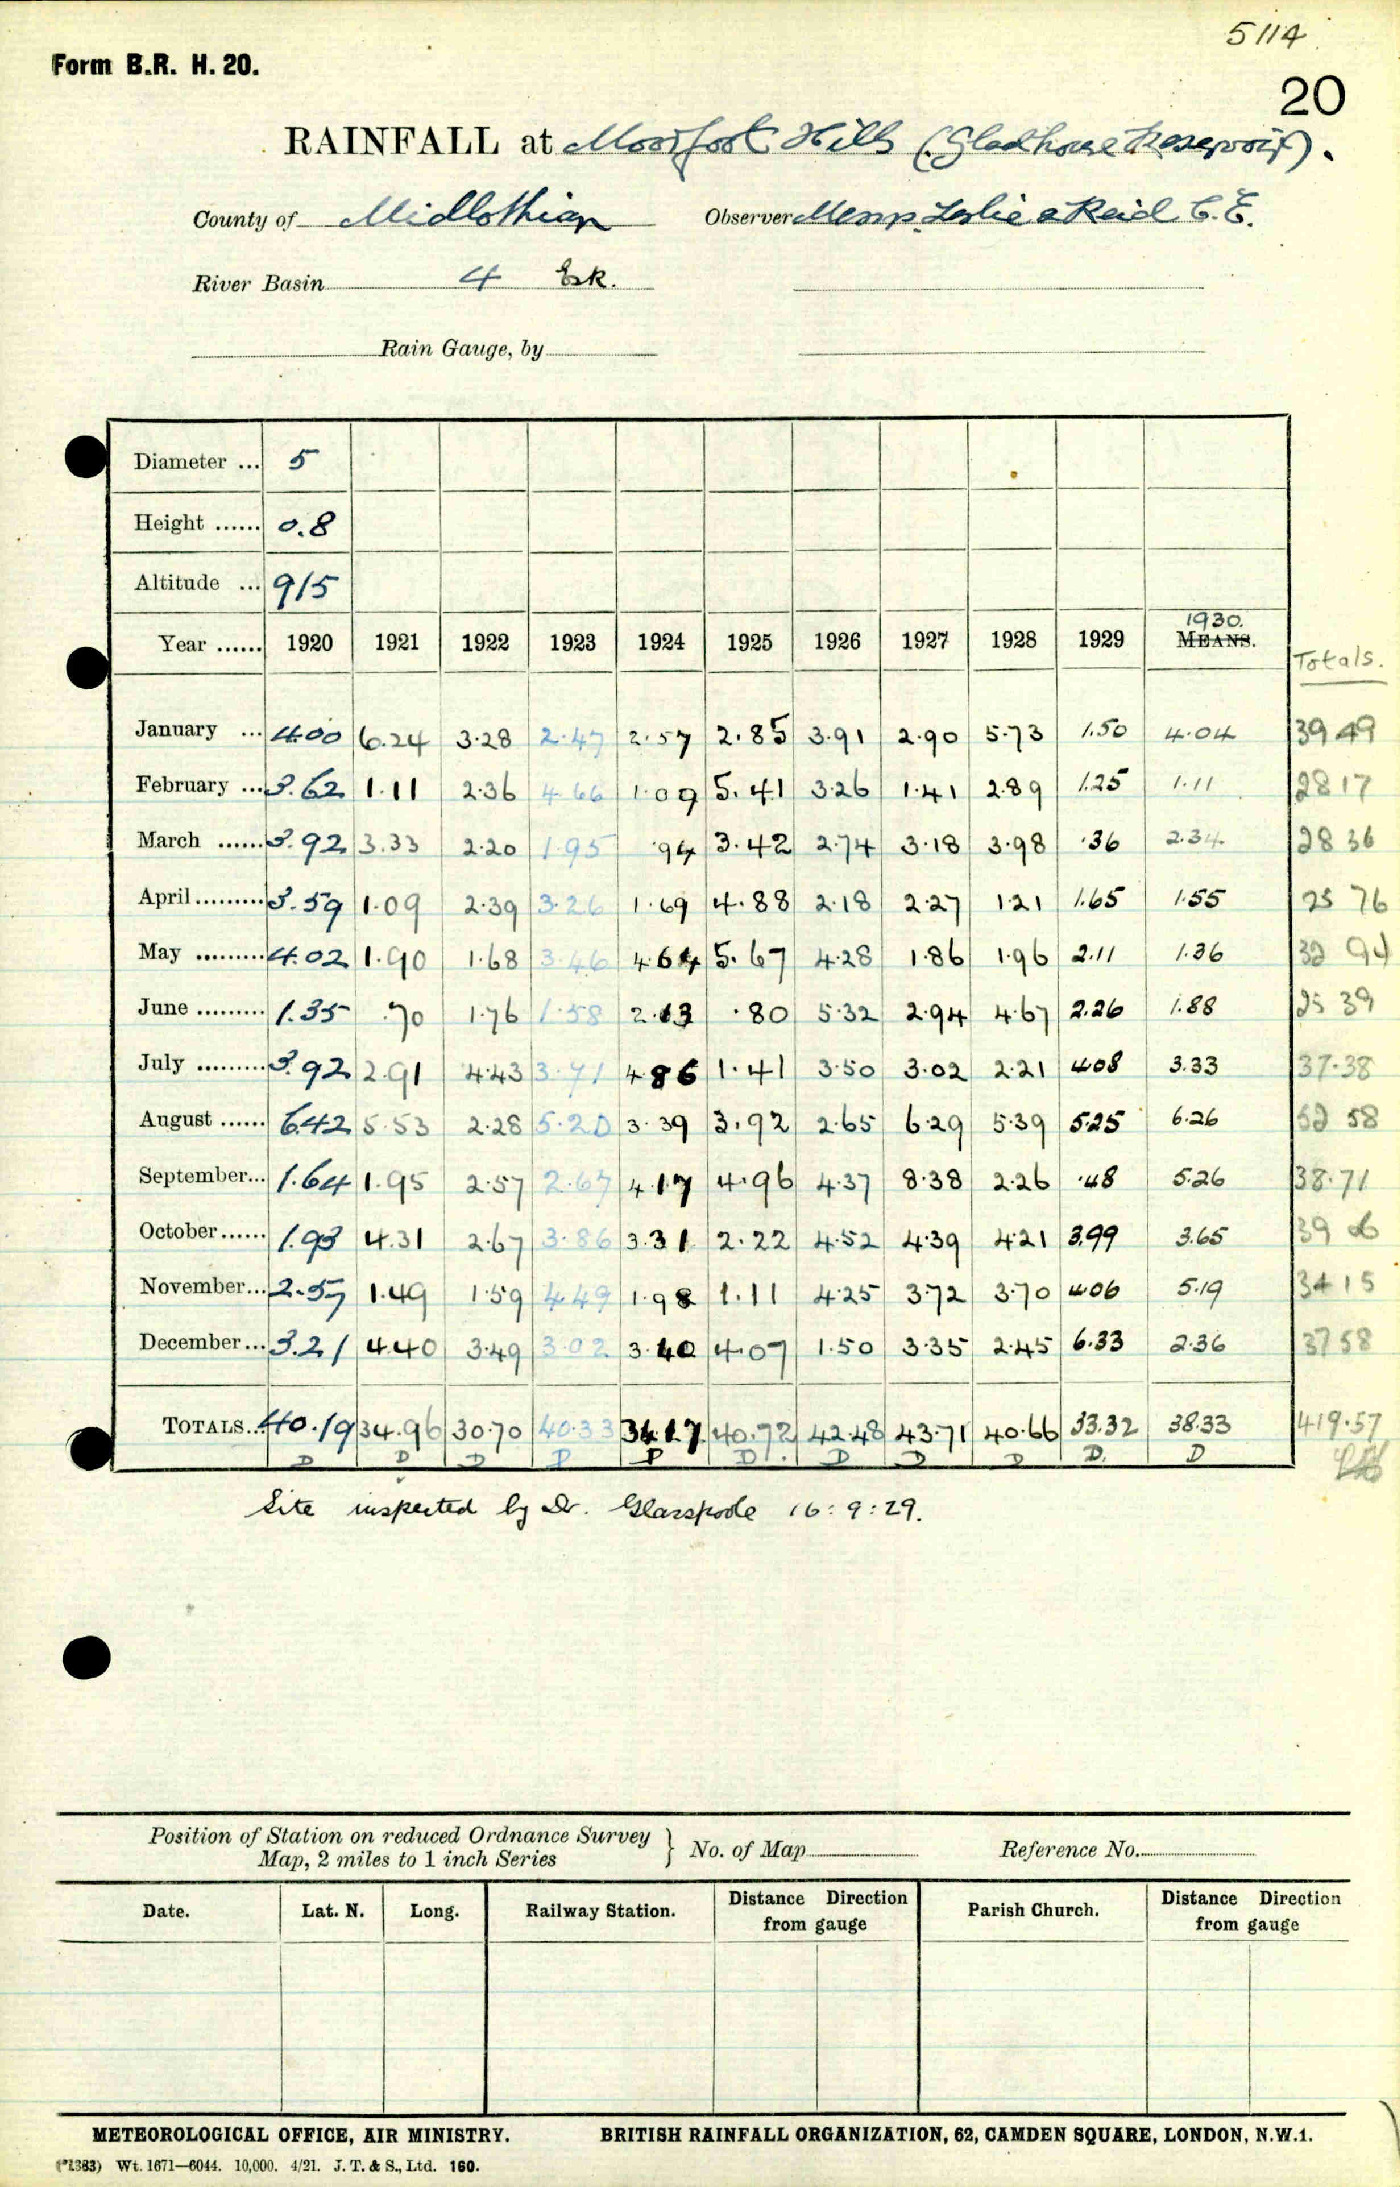 5114
Form B.R. H. 20.
20
RAINFALL at Moorfoot Hills (Gladhouse Reservoir).
County of Midlothian Observer Messrs. Leslie & Reid C.E.
River Basin 4 Esk.
Rain Gauge, by
Diameter ... 5
Height ...... 0.8
Altitude ... 915
1930.
Year ...... 1920 1921 1922 1923 1924 1925 1926 1927 1928 1929 MEANS.
Totals.
January ... 4.00 6.24 3.28 2.47 2.57 2.85 3.91 2.90 5.73 1.50 4.04 39 49
February ... 3.62 1.11 2.36 4.66 1.09 5.41 3.26 1.41 2.89 1.25 1.11 28 17
March ...... 3.92 3.33 2.20 1.95 .94 3.42 2.74 3.18 3.98 .36 2.34 28 36
April ......... 3.59 1.09 2.39 3.26 1.69 4.88 2.18 2.27 1.21 1.65 1.55 25 76
May ......... 4.02 1.90 1.68 3.46 4.64 5.67 4.28 1.86 1.96 2.11 1.36 32 94
June ......... 1.35 .70 1.76 1.58 2.13 .80 5.32 2.94 4.67 2.26 1.88 25 39
July ......... 3.92 2.91 4.43 3.71 4.86 1.41 3.50 3.02 2.21 4.08 3.33 37.38
August ...... 6.42 5.53 2.28 5.20 3.39 3.92 2.65 6.29 5.39 5.25 6.26 52 58
September... 1.64 1.95 2.57 2.67 4.17 4.96 4.37 8.38 2.26 .48 5.26 38.71
October...... 1.93 4.31 2.67 3.86 3.31 2.22 4.52 4.39 4.21 3.99 3.65 39 06
November... 2.57 1.49 1.59 4.49 1.98 1.11 4.25 3.72 3.70 4.06 5.19 34 15
December... 3.21 4.40 3.49 3.02 3.40 4.07 1.50 3.35 2.45 6.33 2.36 37 58
TOTALS... 40.19 34.96 30.70 40.33 34.17 40.72 42.48 43.71 40.66 33.32 38.33 419.57
D D D D D D D D D D. D
Site inspected by Dr. Glasspoole 16:9:29.
Position of Station on reduced Ordnance Survey
Map, 2 miles to 1 inch Series
No. of Map
Reference No.
Date. Lat. N. Long. Railway Station. Distance Direction from gauge Parish Church. Distance Direction from gauge
METEOROLOGICAL OFFICE, AIR MINISTRY. BRITISH RAINFALL ORGANIZATION, 62, CAMDEN SQUARE, LONDON, N.W.1.
(*1383) Wt. 1671—6044. 10,000. 4/21. J. T. & S., Ltd. 160.